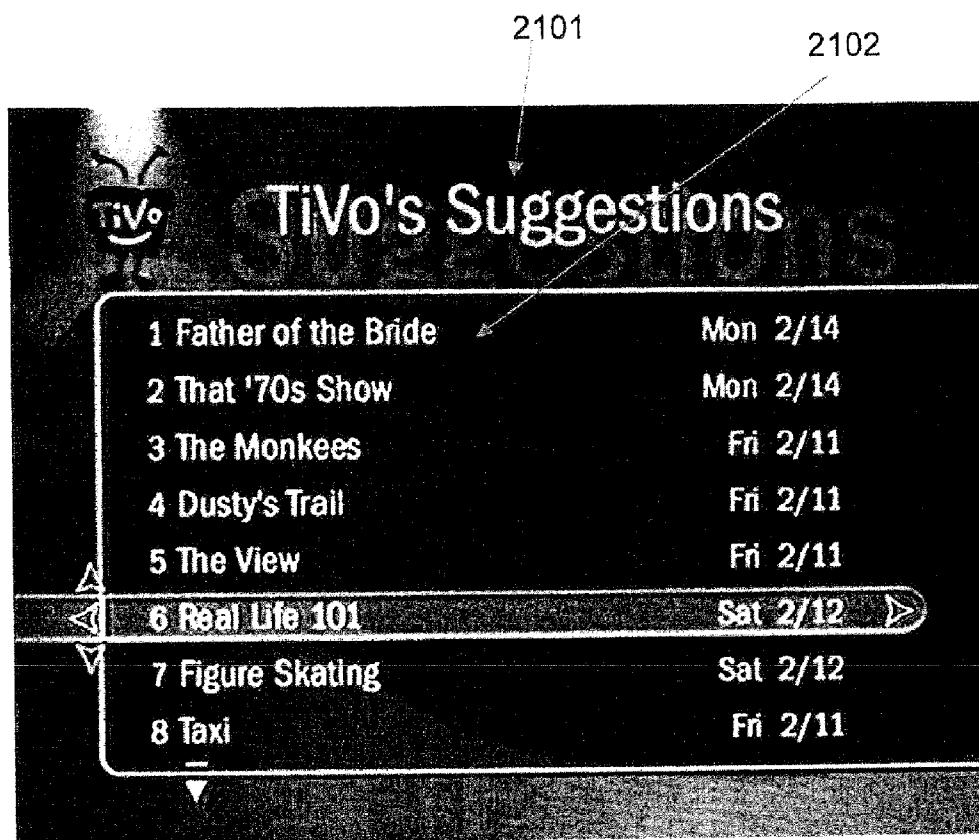 2101
2102
TiVo
TiVo's Suggestions
Suggestions
1 Father of the Bride Mon 2/14
2 That '70s Show Mon 2/14
3 The Monkees Fri 2/11
4 Dusty's Trail Fri 2/11
5 The View Fri 2/11
6 Real Life 101 Sat 2/12
7 Figure Skating Sat 2/12
8 Taxi Fri 2/11